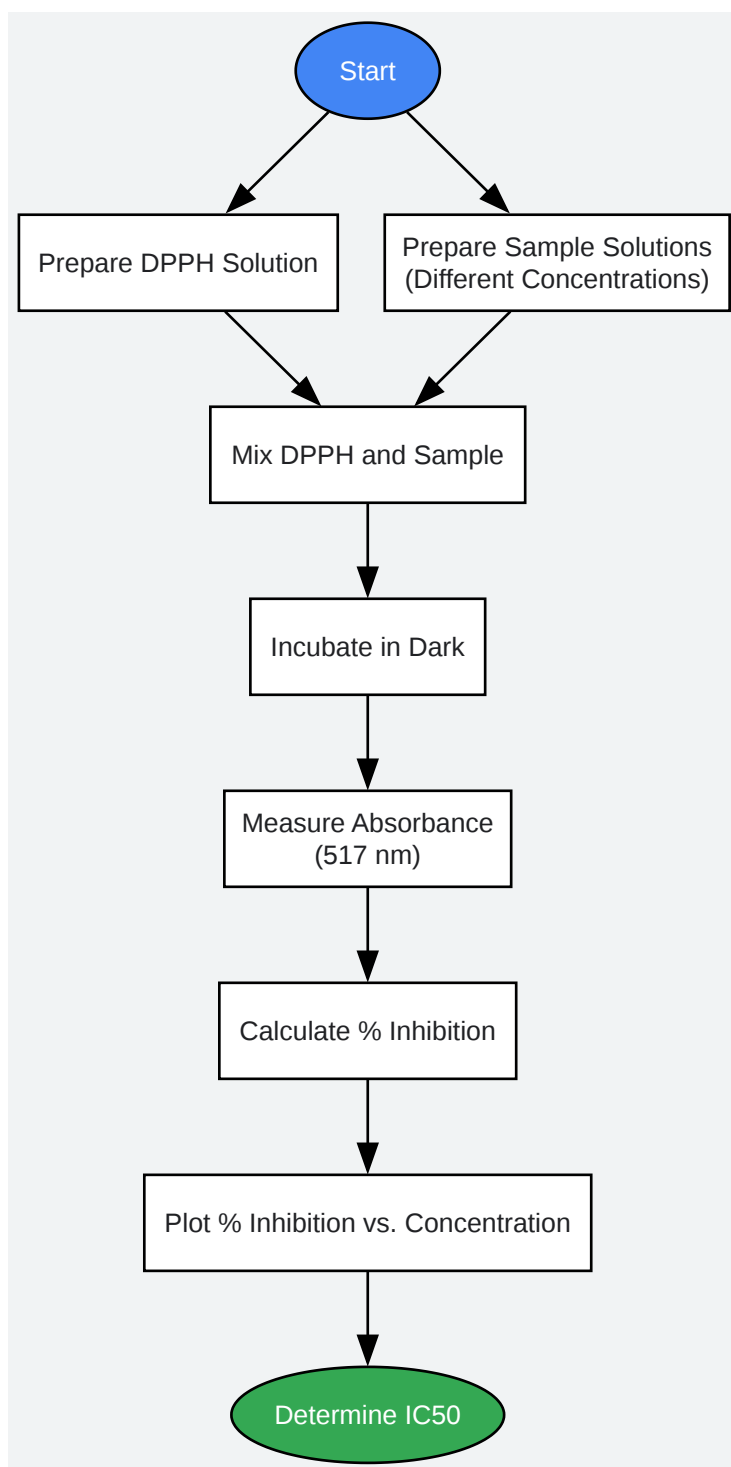 Start
Prepare DPPH Solution
Prepare Sample Solutions
(Different Concentrations)
Mix DPPH and Sample
Incubate in Dark
Measure Absorbance
(517 nm)
Calculate % Inhibition
Plot % Inhibition vs. Concentration
Determine IC50